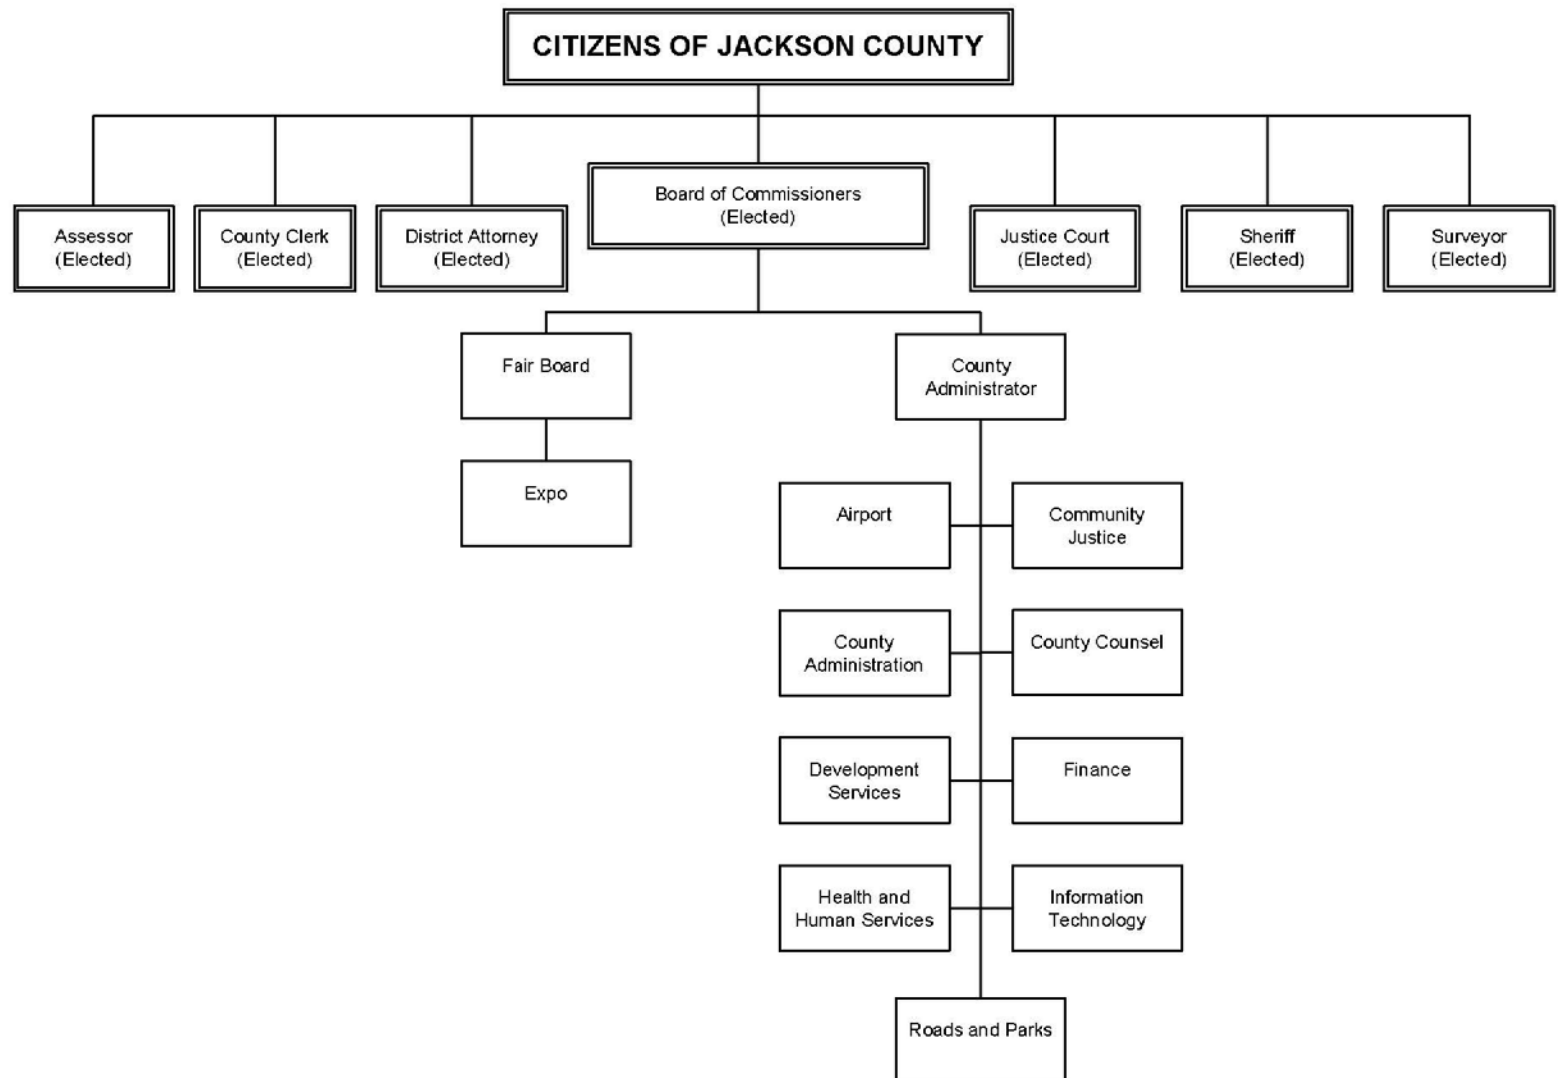 CITIZENS OF JACKSON COUNTY
Assessor
(Elected)
County Clerk
(Elected)
District Attorney
(Elected)
Board of Commissioners
(Elected)
Justice Court
(Elected)
Sheriff
(Elected)
Surveyor
(Elected)
Fair Board
County
Administrator
Expo
Airport
Community
Justice
County
Administration
County Counsel
Development
Services
Finance
Health and
Human Services
Information
Technology
Roads and Parks